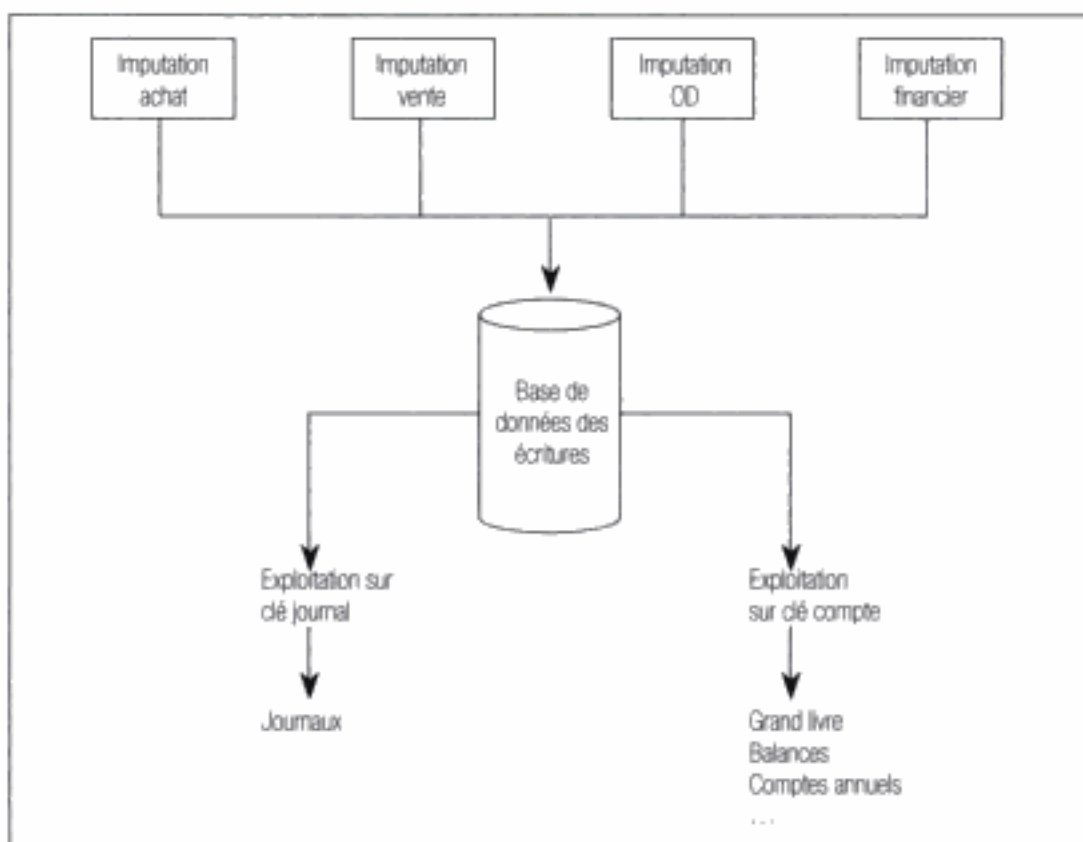 Imputation
achat
Imputation
vente
Imputation
OD
Imputation
financier
Base de
données des
écritures
Exploitation sur
clé journal
Exploitation
sur clé compte
Journaux
Grand livre
Balances
Comptes annuels
...